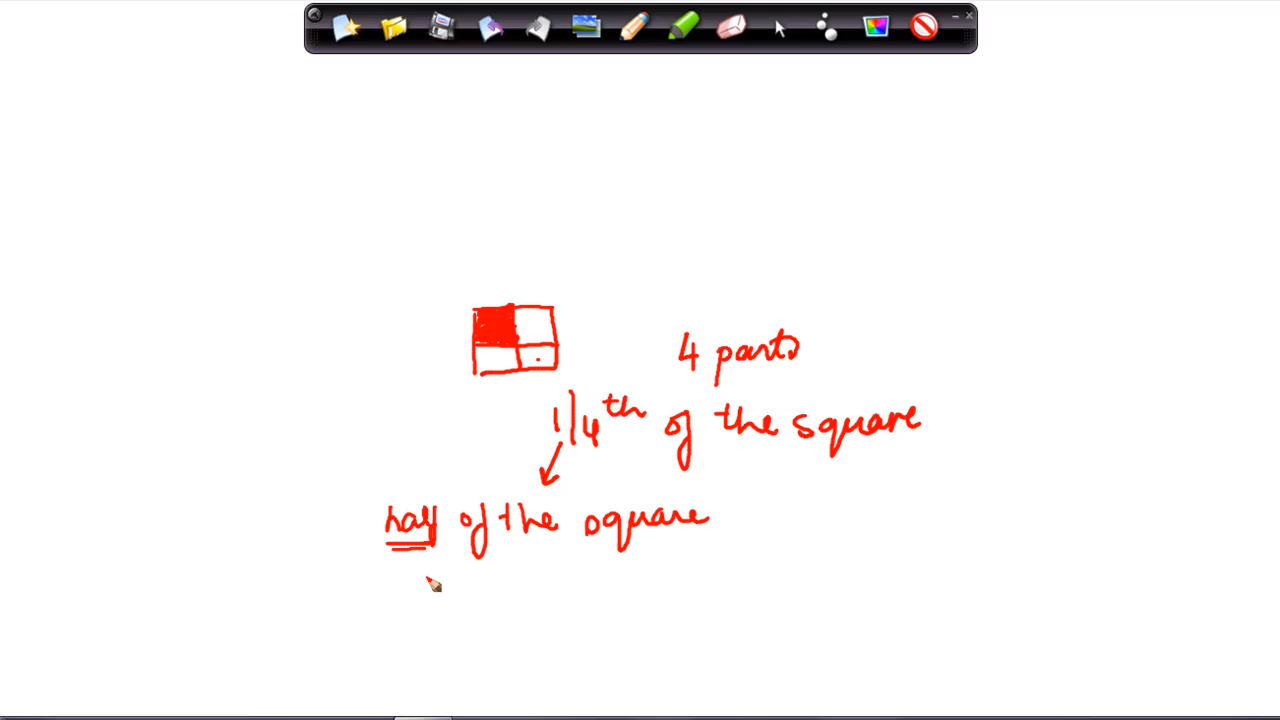 4 parts
1/4th of the square
half of the square